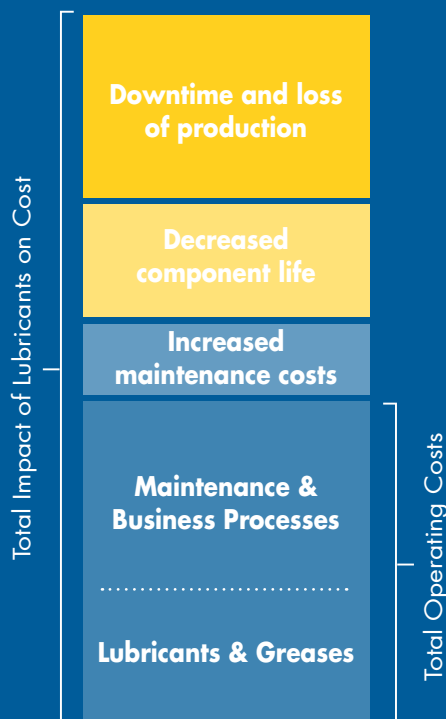 Total Impact of Lubricants on Cost
Downtime and loss
of production
Decreased
component life
Increased
maintenance costs
Maintenance &
Business Processes
Lubricants & Greases
Total Operating Costs